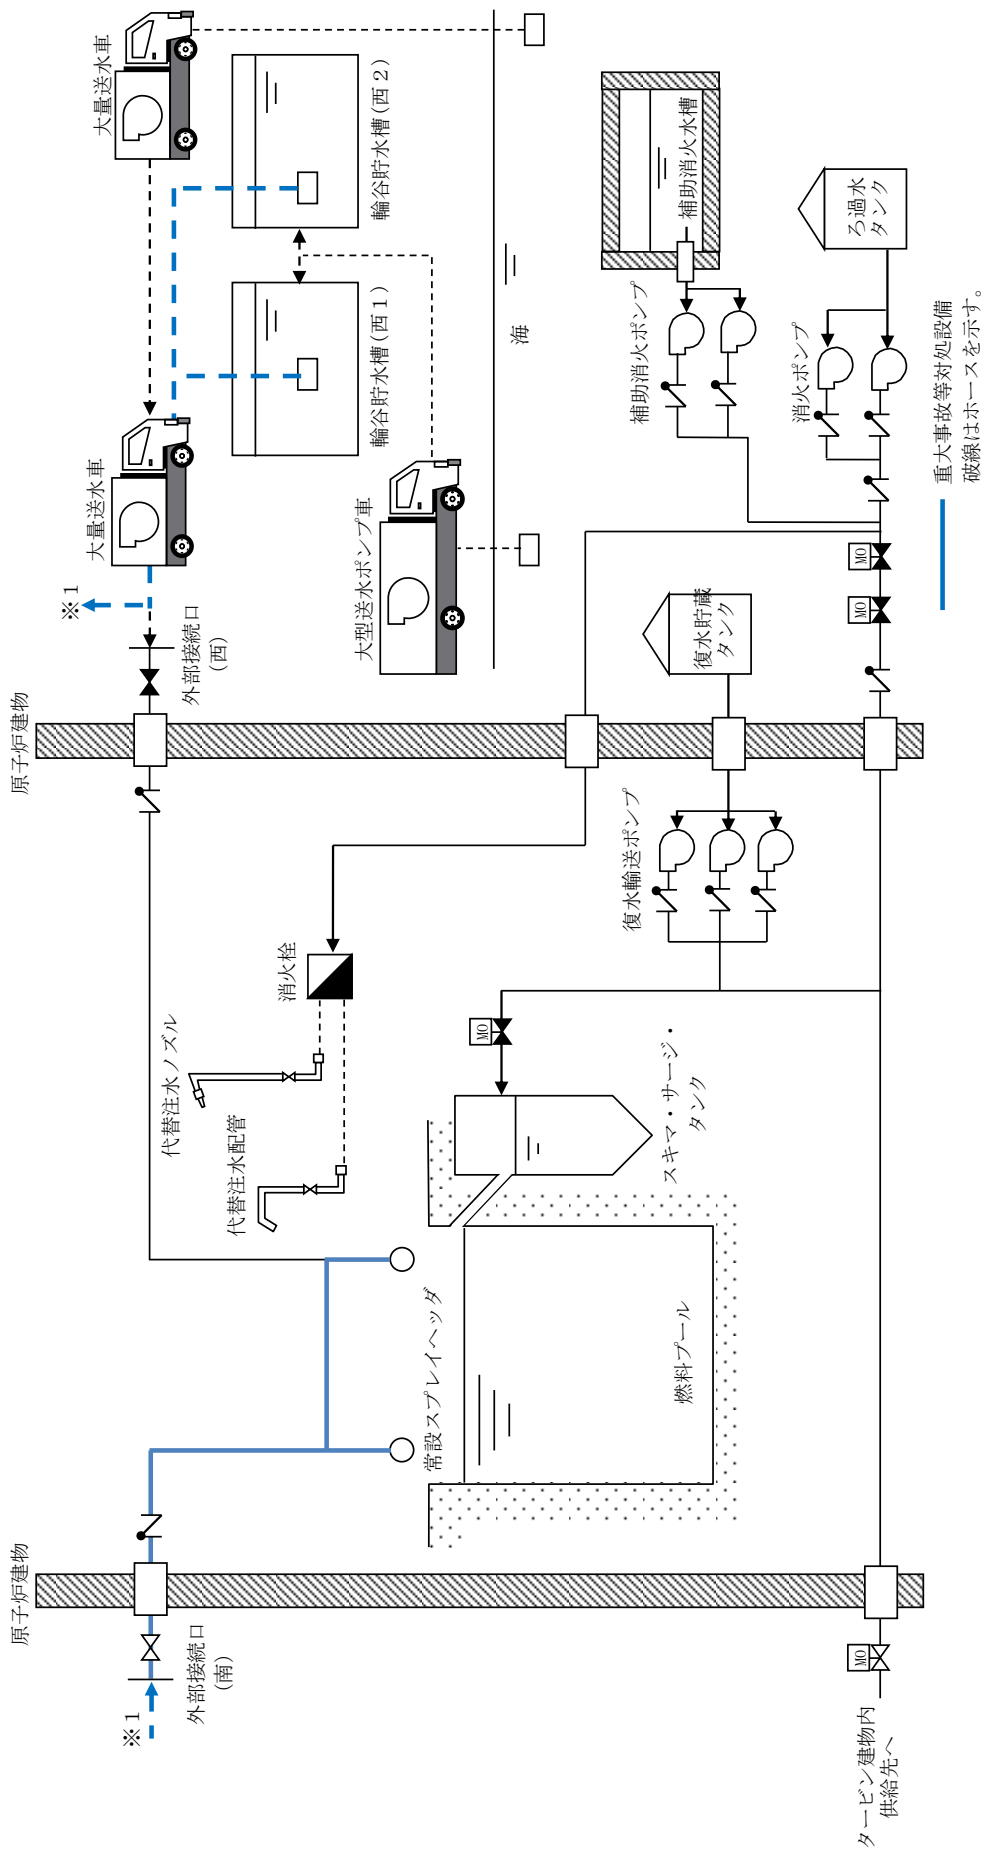 原子炉建物
原子炉建物
※1
外部接続口
(南)
※1
外部接続口
(西)
大量送水車
大量送水車
輪谷貯水槽(西1)
輪谷貯水槽(西2)
大型送水ポンプ車
海
代替注水ノズル
代替注水配管
消火栓
常設スプレイヘッダ
スキマ・サージ・
タンク
燃料プール
MO
復水輸送ポンプ
復水貯蔵
タンク
補助消火ポンプ
補助消火水槽
消火ポンプ
ろ過水
タンク
MO
MO
MO
タービン建物内
供給先へ
重大事故等対処設備
破線はホースを示す。